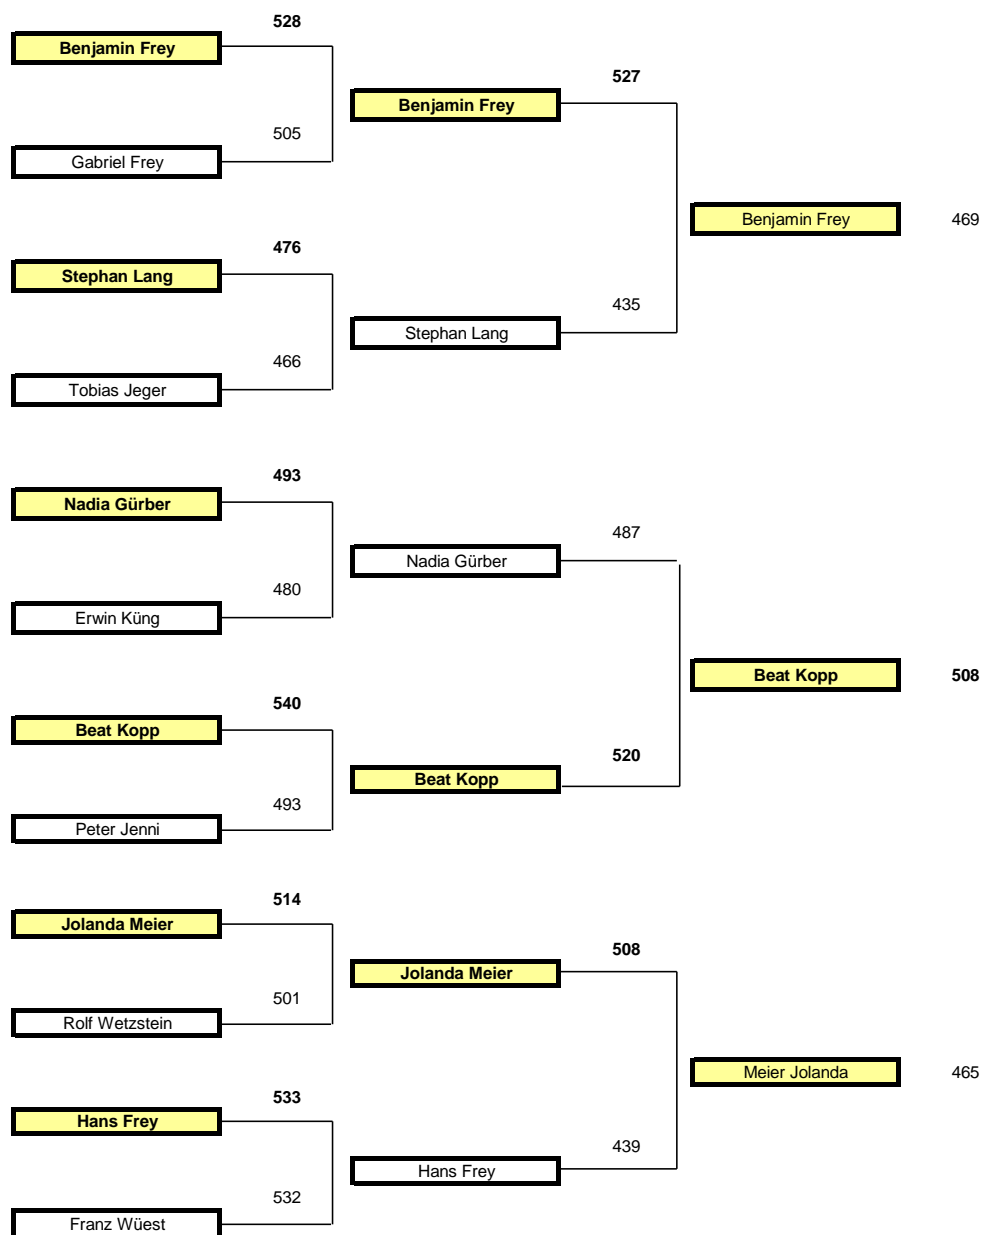 528
Benjamin Frey
527
Benjamin Frey
505
Gabriel Frey
Benjamin Frey 469
476
Stephan Lang
435
Stephan Lang
466
Tobias Jeger
493
Nadia Gürber
487
Nadia Gürber
480
Erwin Küng
Beat Kopp 508
540
Beat Kopp
520
Beat Kopp
493
Peter Jenni
514
Jolanda Meier
508
Jolanda Meier
501
Rolf Wetzstein
Meier Jolanda 465
533
Hans Frey
439
Hans Frey
532
Franz Wüest